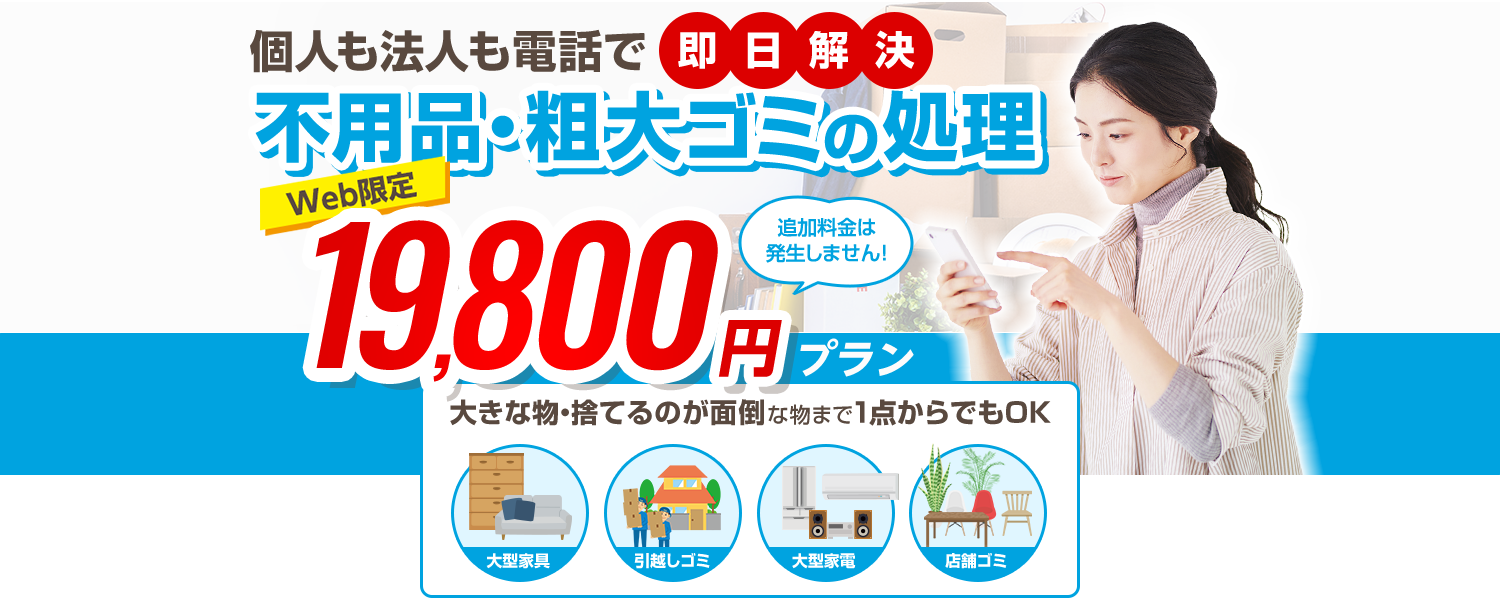 個人も法人も電話で 即日解決
不用品・粗大ゴミの処理
Web限定
19,800円プラン
追加料金は
発生しません!
大きな物・捨てるのが面倒な物まで1点からでもOK
大型家具
引越しゴミ
大型家電
店舗ゴミ